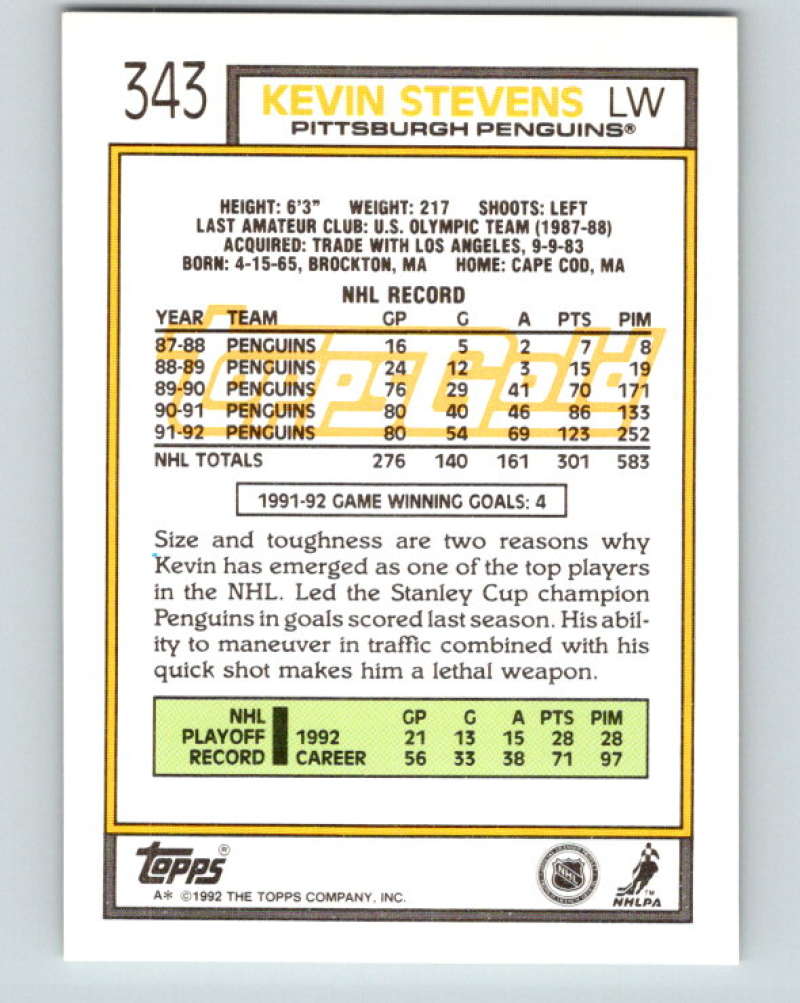 343
KEVIN STEVENS LW
PITTSBURGH PENGUINS®
HEIGHT: 6'3" WEIGHT: 217 SHOOTS: LEFT
LAST AMATEUR CLUB: U.S. OLYMPIC TEAM (1987-88)
ACQUIRED: TRADE WITH LOS ANGELES, 9-9-83
BORN: 4-15-65, BROCKTON, MA HOME: CAPE COD, MA
NHL RECORD
YEAR TEAM GP G A PTS PIM
87-88 PENGUINS 16 5 2 7 8
88-89 PENGUINS 24 12 3 15 19
89-90 PENGUINS 76 29 41 70 171
90-91 PENGUINS 80 40 46 86 133
91-92 PENGUINS 80 54 69 123 252
NHL TOTALS 276 140 161 301 583
Topps Gold
1991-92 GAME WINNING GOALS: 4
Size and toughness are two reasons why
Kevin has emerged as one of the top players
in the NHL. Led the Stanley Cup champion
Penguins in goals scored last season. His abil-
ity to maneuver in traffic combined with his
quick shot makes him a lethal weapon.
NHL GP G A PTS PIM
PLAYOFF 1992 21 13 15 28 28
RECORD CAREER 56 33 38 71 97
TOPPS®
A* ©1992 THE TOPPS COMPANY, INC.
NHL
TM
NHLPA